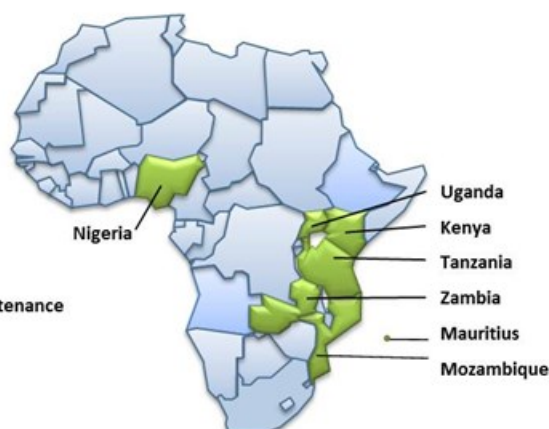 Uganda
Nigeria
Kenya
Tanzania
tenance
Zambia
Mauritius
Mozambique